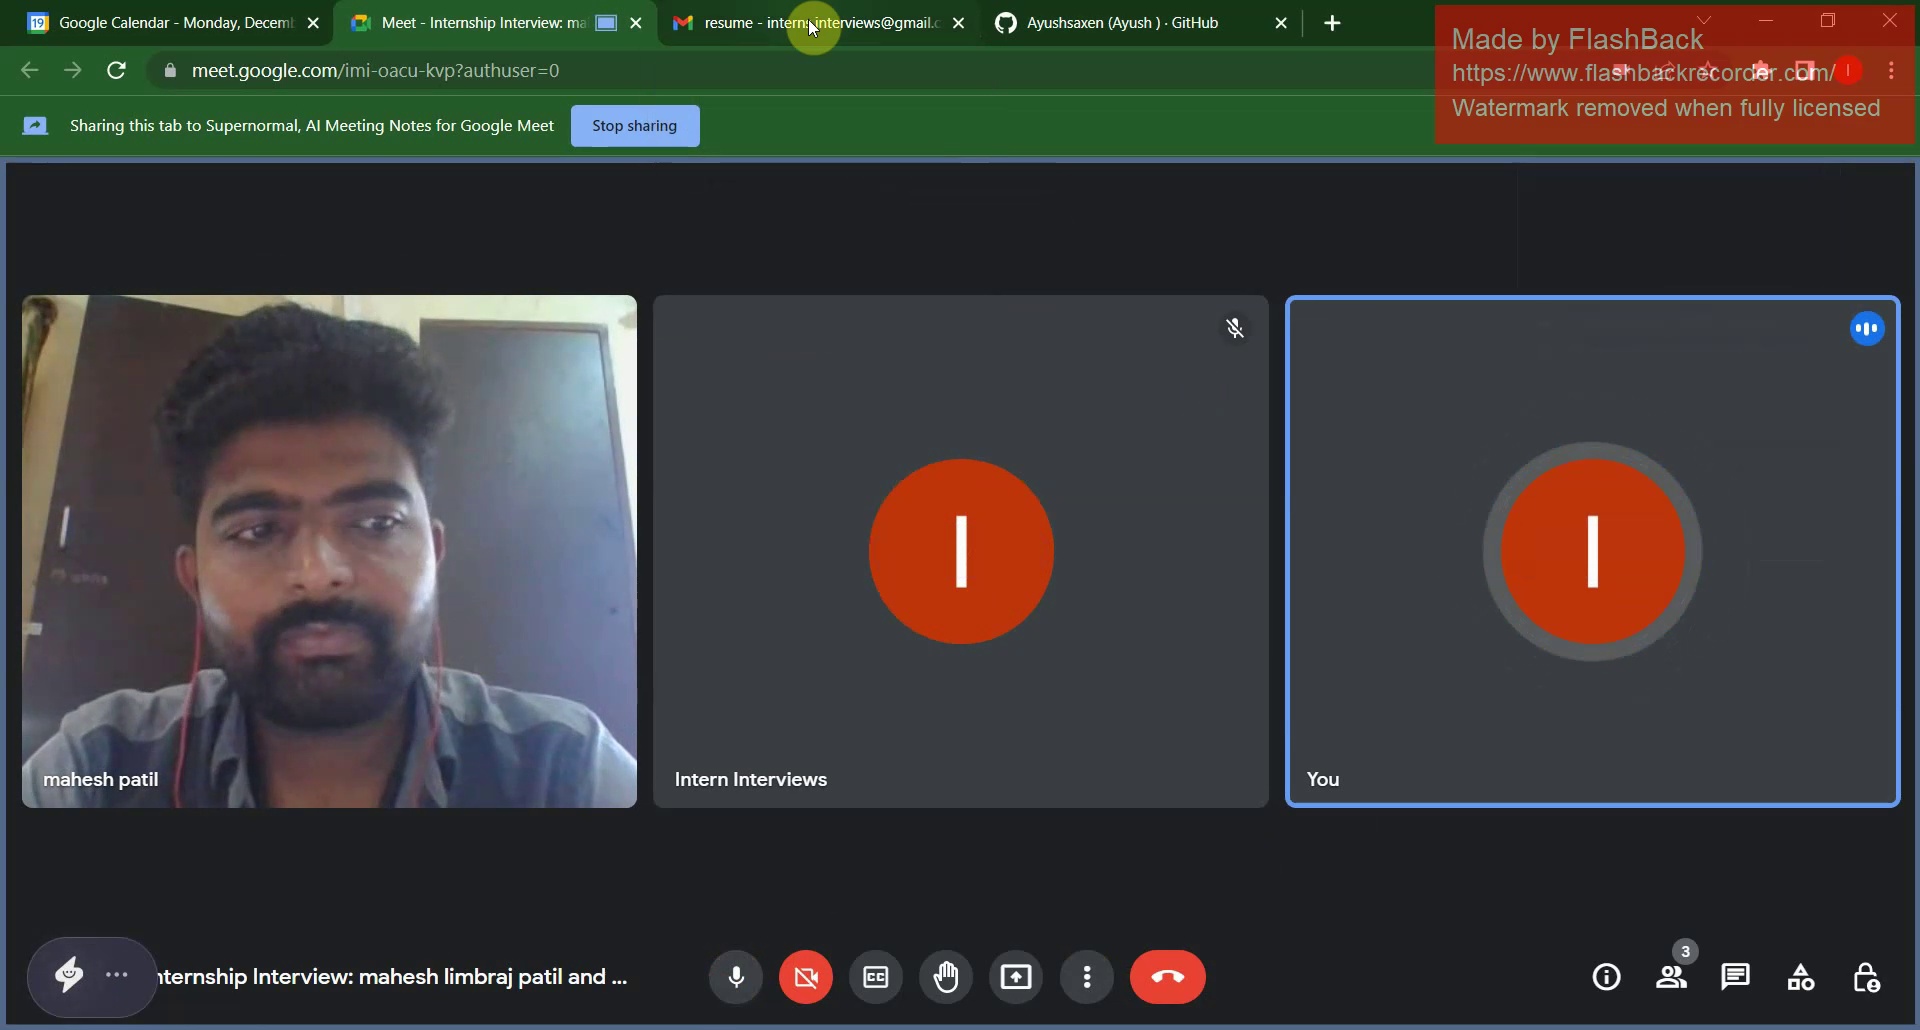 19
Google Calendar - Monday, Decem
Meet - Internship Interview: ma
resume - interns.interviews@gmail.c
Ayushsaxen (Ayush ) · GitHub
meet.google.com/imi-oacu-kvp?authuser=0
Made by FlashBack
https://www.flashbackrecorder.com/
Watermark removed when fully licensed
Sharing this tab to Supernormal, AI Meeting Notes for Google Meet
Stop sharing
I
I
mahesh patil
Intern Interviews
You
nternship Interview: mahesh limbraj patil and ...
CC
3